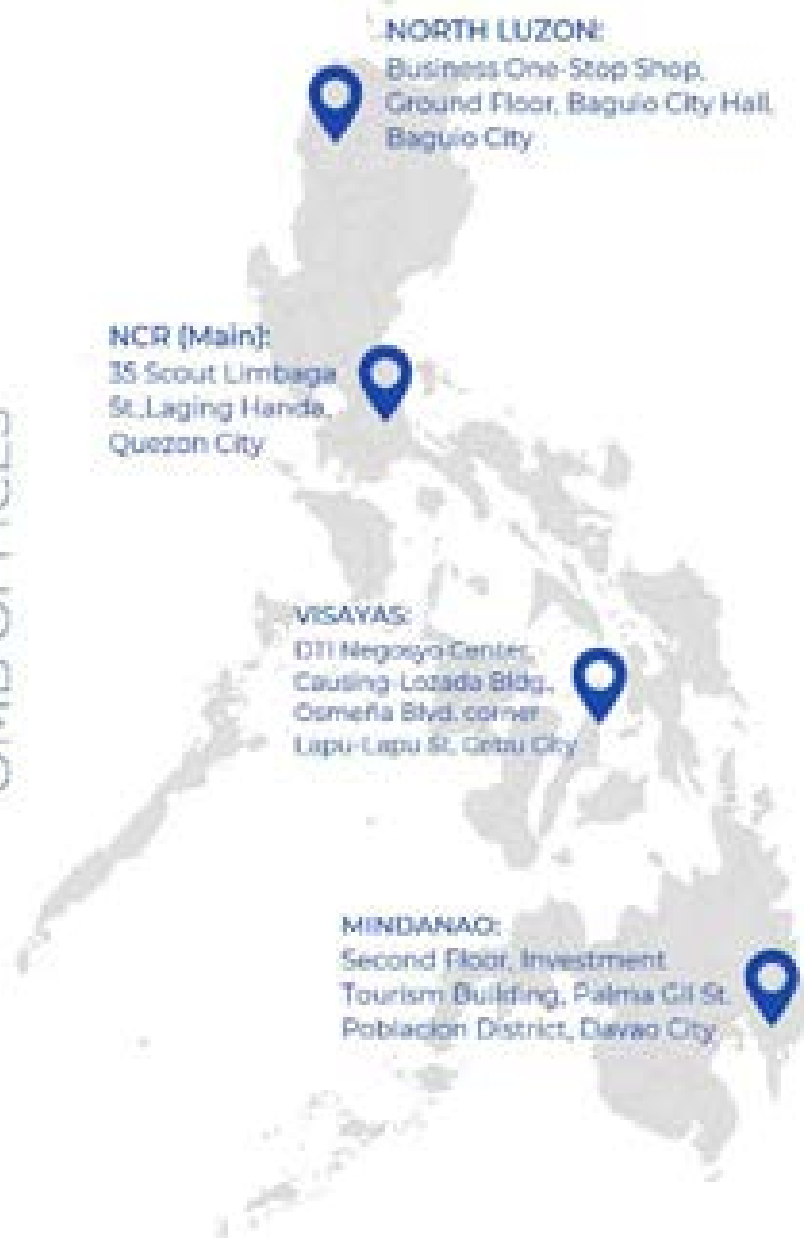 NORTH LUZON:
Business One-Stop Shop,
Ground Floor, Baguio City Hall,
Baguio City
NCR (Main):
35 Scout Limbaga
St.,Laging Handa,
Quezon City
VISAYAS:
DTI Negosyo Center,
Causing-Lozada Bldg.,
Osmeña Blvd. corner
Lapu-Lapu St. Cebu City
MINDANAO:
Second Floor, Investment
Tourism Building, Palma Gil St.
Poblacion District, Davao City